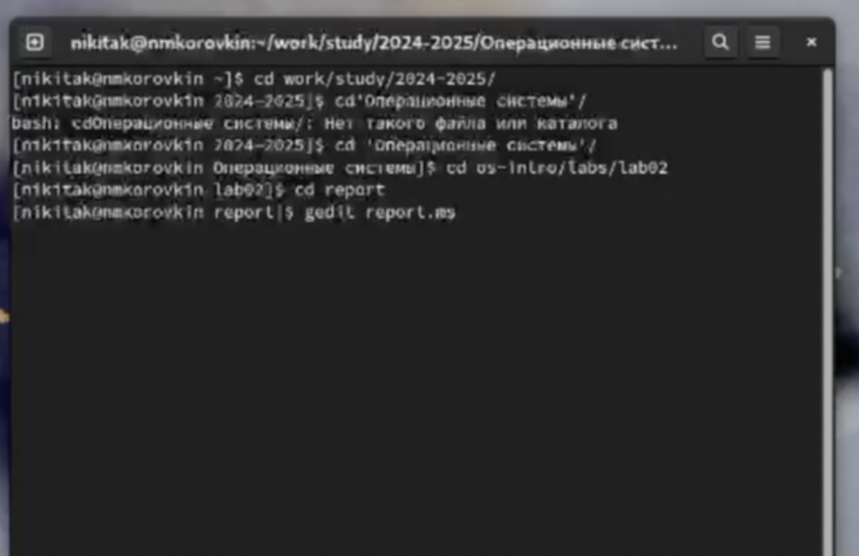 nikitak@nmkorovkin:~/work/study/2024-2025/Операционные сист...
[nikitak@nmkorovkin ~]$ cd work/study/2024-2025/
[nikitak@nmkorovkin 2024-2025]$ cd'Операционные системы'/
bash: cdОперационные системы/: Нет такого файла или каталога
[nikitak@nmkorovkin 2024-2025]$ cd 'Операционные системы'/
[nikitak@nmkorovkin Операционные системы]$ cd os-intro/labs/lab02
[nikitak@nmkorovkin lab02]$ cd report
[nikitak@nmkorovkin report]$ gedit report.ms